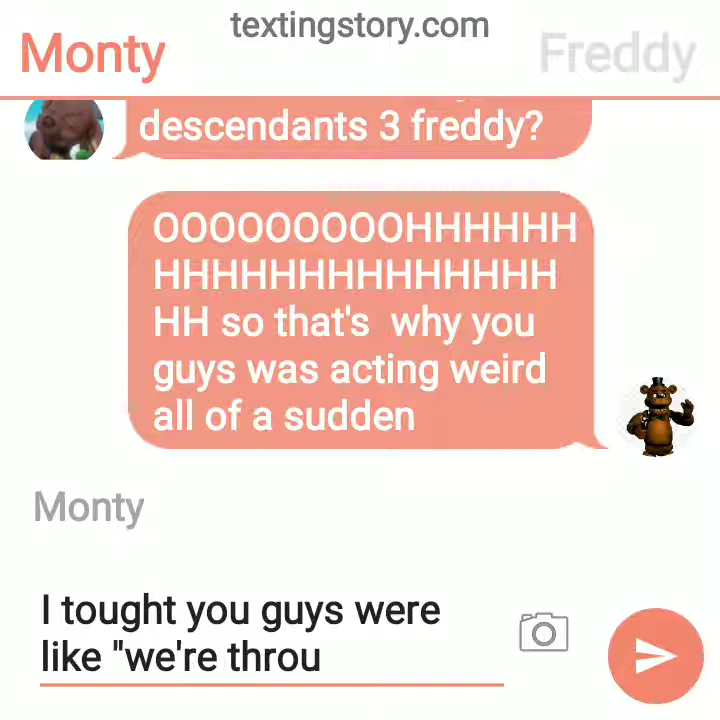 textingstory.com
Monty
Freddy
descendants 3 freddy?
OOOOOOOOOHHHHHH
HHHHHHHHHHHHHH
HH so that's  why you
guys was acting weird
all of a sudden
Monty
I tought you guys were
like "we're throu